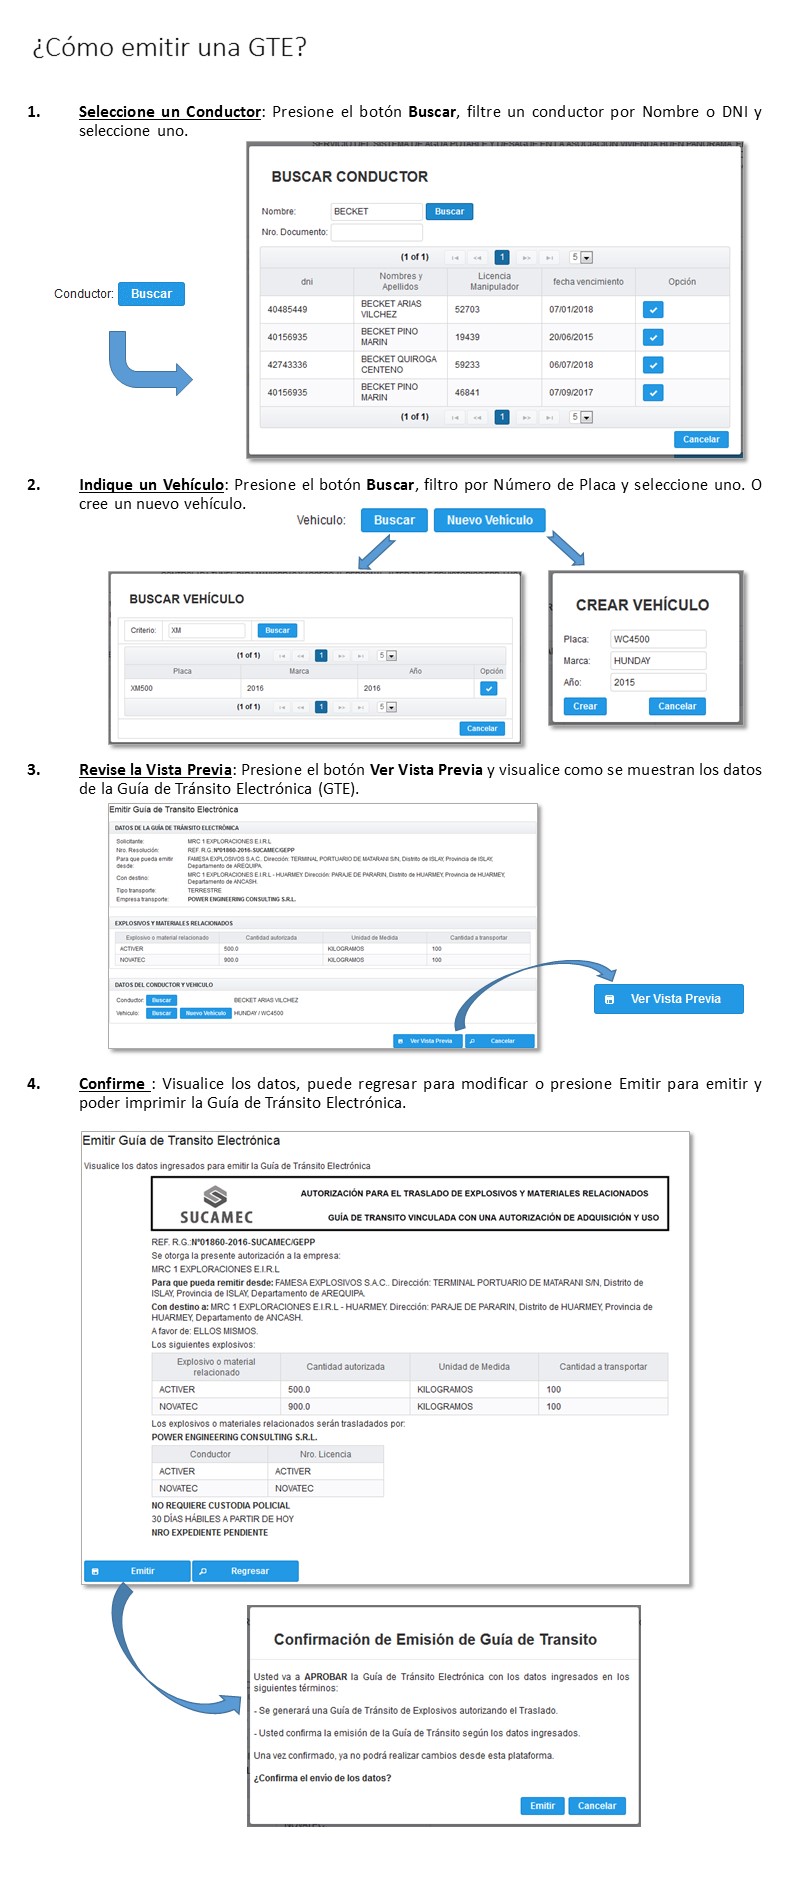 ¿Cómo emitir una GTE?
1. Seleccione un Conductor: Presione el botón Buscar, filtre un conductor por Nombre o DNI y
seleccione uno.
BUSCAR CONDUCTOR
Nombre: BECKET Buscar
Nro. Documento:
(1 of 1) 1 5
dni Nombres y Apellidos Licencia Manipulador fecha vencimiento Opción
40485449 BECKET ARIAS VILCHEZ 52703 07/01/2018
40156935 BECKET PINO MARIN 19439 20/06/2015
42743336 BECKET QUIROGA CENTENO 59233 06/07/2018
40156935 BECKET PINO MARIN 46841 07/09/2017
(1 of 1) 1 5
Cancelar
Conductor: Buscar
2. Indique un Vehículo: Presione el botón Buscar, filtro por Número de Placa y seleccione uno. O
cree un nuevo vehículo.
Vehiculo: Buscar Nuevo Vehículo
BUSCAR VEHÍCULO
Criterio: XM Buscar
(1 of 1) 1 5
Placa Marca Año Opción
XM500 2016 2016
(1 of 1) 1 5
Cancelar
CREAR VEHÍCULO
Placa: WC4500
Marca: HUNDAY
Año: 2015
Crear Cancelar
3. Revise la Vista Previa: Presione el botón Ver Vista Previa y visualice como se muestran los datos
de la Guía de Tránsito Electrónica (GTE).
Emitir Guía de Transito Electrónica
DATOS DE LA GUÍA DE TRÁNSITO ELECTRÓNICA
Solicitante: MRC 1 EXPLORACIONES E.I.R.L
Nro. Resolución: REF. R.G.:Nº01860-2016-SUCAMEC/GEPP
Para que pueda emitir desde: FAMESA EXPLOSIVOS S.A.C.. Dirección: TERMINAL PORTUARIO DE MATARANI S/N, Distrito de ISLAY, Provincia de ISLAY,
Departamento de AREQUIPA.
Con destino: MRC 1 EXPLORACIONES E.I.R.L - HUARMEY. Dirección: PARAJE DE PARARIN, Distrito de HUARMEY, Provincia de HUARMEY,
Departamento de ANCASH.
Tipo transporte: TERRESTRE
Empresa transporte: POWER ENGINEERING CONSULTING S.R.L.
EXPLOSIVOS Y MATERIALES RELACIONADOS
Explosivo o material relacionado Cantidad autorizada Unidad de Medida Cantidad a transportar
ACTIVER 500.0 KILOGRAMOS 100
NOVATEC 900.0 KILOGRAMOS 100
DATOS DEL CONDUCTOR Y VEHICULO
Conductor: Buscar BECKET ARIAS VILCHEZ
Vehiculo: Buscar Nuevo Vehículo HUNDAY / WC4500
Ver Vista Previa Cancelar
Ver Vista Previa
4. Confirme : Visualice los datos, puede regresar para modificar o presione Emitir para emitir y
poder imprimir la Guía de Tránsito Electrónica.
Emitir Guía de Transito Electrónica
Visualice los datos ingresados para emitir la Guía de Tránsito Electrónica
SUCAMEC
AUTORIZACIÓN PARA EL TRASLADO DE EXPLOSIVOS Y MATERIALES RELACIONADOS
GUÍA DE TRANSITO VINCULADA CON UNA AUTORIZACIÓN DE ADQUISICIÓN Y USO
REF. R.G.:Nº01860-2016-SUCAMEC/GEPP
Se otorga la presente autorización a la empresa:
MRC 1 EXPLORACIONES E.I.R.L
Para que pueda remitir desde: FAMESA EXPLOSIVOS S.A.C.. Dirección: TERMINAL PORTUARIO DE MATARANI S/N, Distrito de
ISLAY, Provincia de ISLAY, Departamento de AREQUIPA.
Con destino a: MRC 1 EXPLORACIONES E.I.R.L - HUARMEY. Dirección: PARAJE DE PARARIN, Distrito de HUARMEY, Provincia de
HUARMEY, Departamento de ANCASH.
A favor de: ELLOS MISMOS.
Los siguientes explosivos:
Explosivo o material relacionado Cantidad autorizada Unidad de Medida Cantidad a transportar
ACTIVER 500.0 KILOGRAMOS 100
NOVATEC 900.0 KILOGRAMOS 100
Los explosivos o materiales relacionados serán trasladados por:
POWER ENGINEERING CONSULTING S.R.L.
Conductor Nro. Licencia
ACTIVER ACTIVER
NOVATEC NOVATEC
NO REQUIERE CUSTODIA POLICIAL
30 DÍAS HÁBILES A PARTIR DE HOY
NRO EXPEDIENTE PENDIENTE
Emitir Regresar
Confirmación de Emisión de Guía de Transito
Usted va a APROBAR la Guía de Tránsito Electrónica con los datos ingresados en los
siguientes términos:
- Se generará una Guía de Tránsito de Explosivos autorizando el Traslado.
- Usted confirma la emisión de la Guía de Tránsito según los datos ingresados.
Una vez confirmado, ya no podrá realizar cambios desde esta plataforma.
¿Confirma el envío de los datos?
Emitir Cancelar